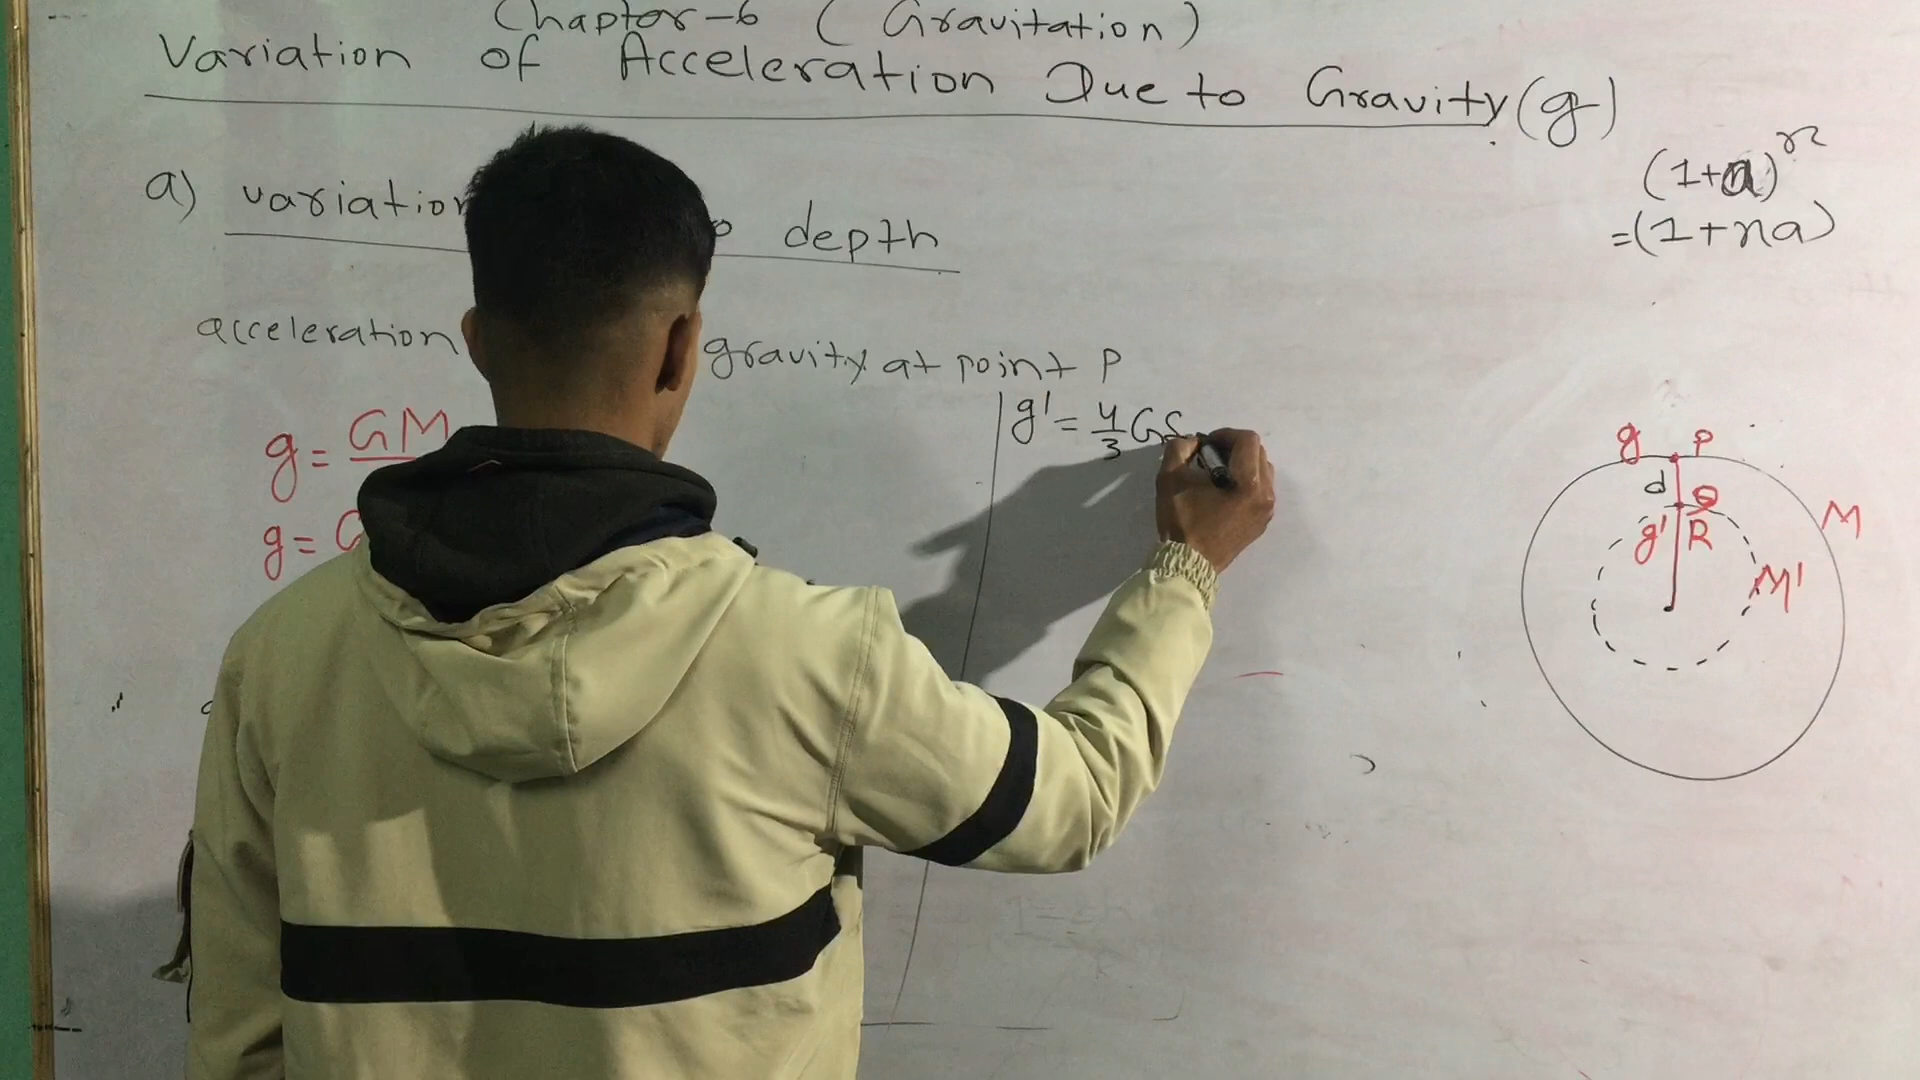 Chapter-6 (Gravitation)
Variation of Acceleration Due to Gravity (g)
(1+a)^n
=(1+na)
a) variation depth
acceleration gravity at point P
g = GM
g =
g' = 4/3 G
g P
d Q
g' R
M
M'